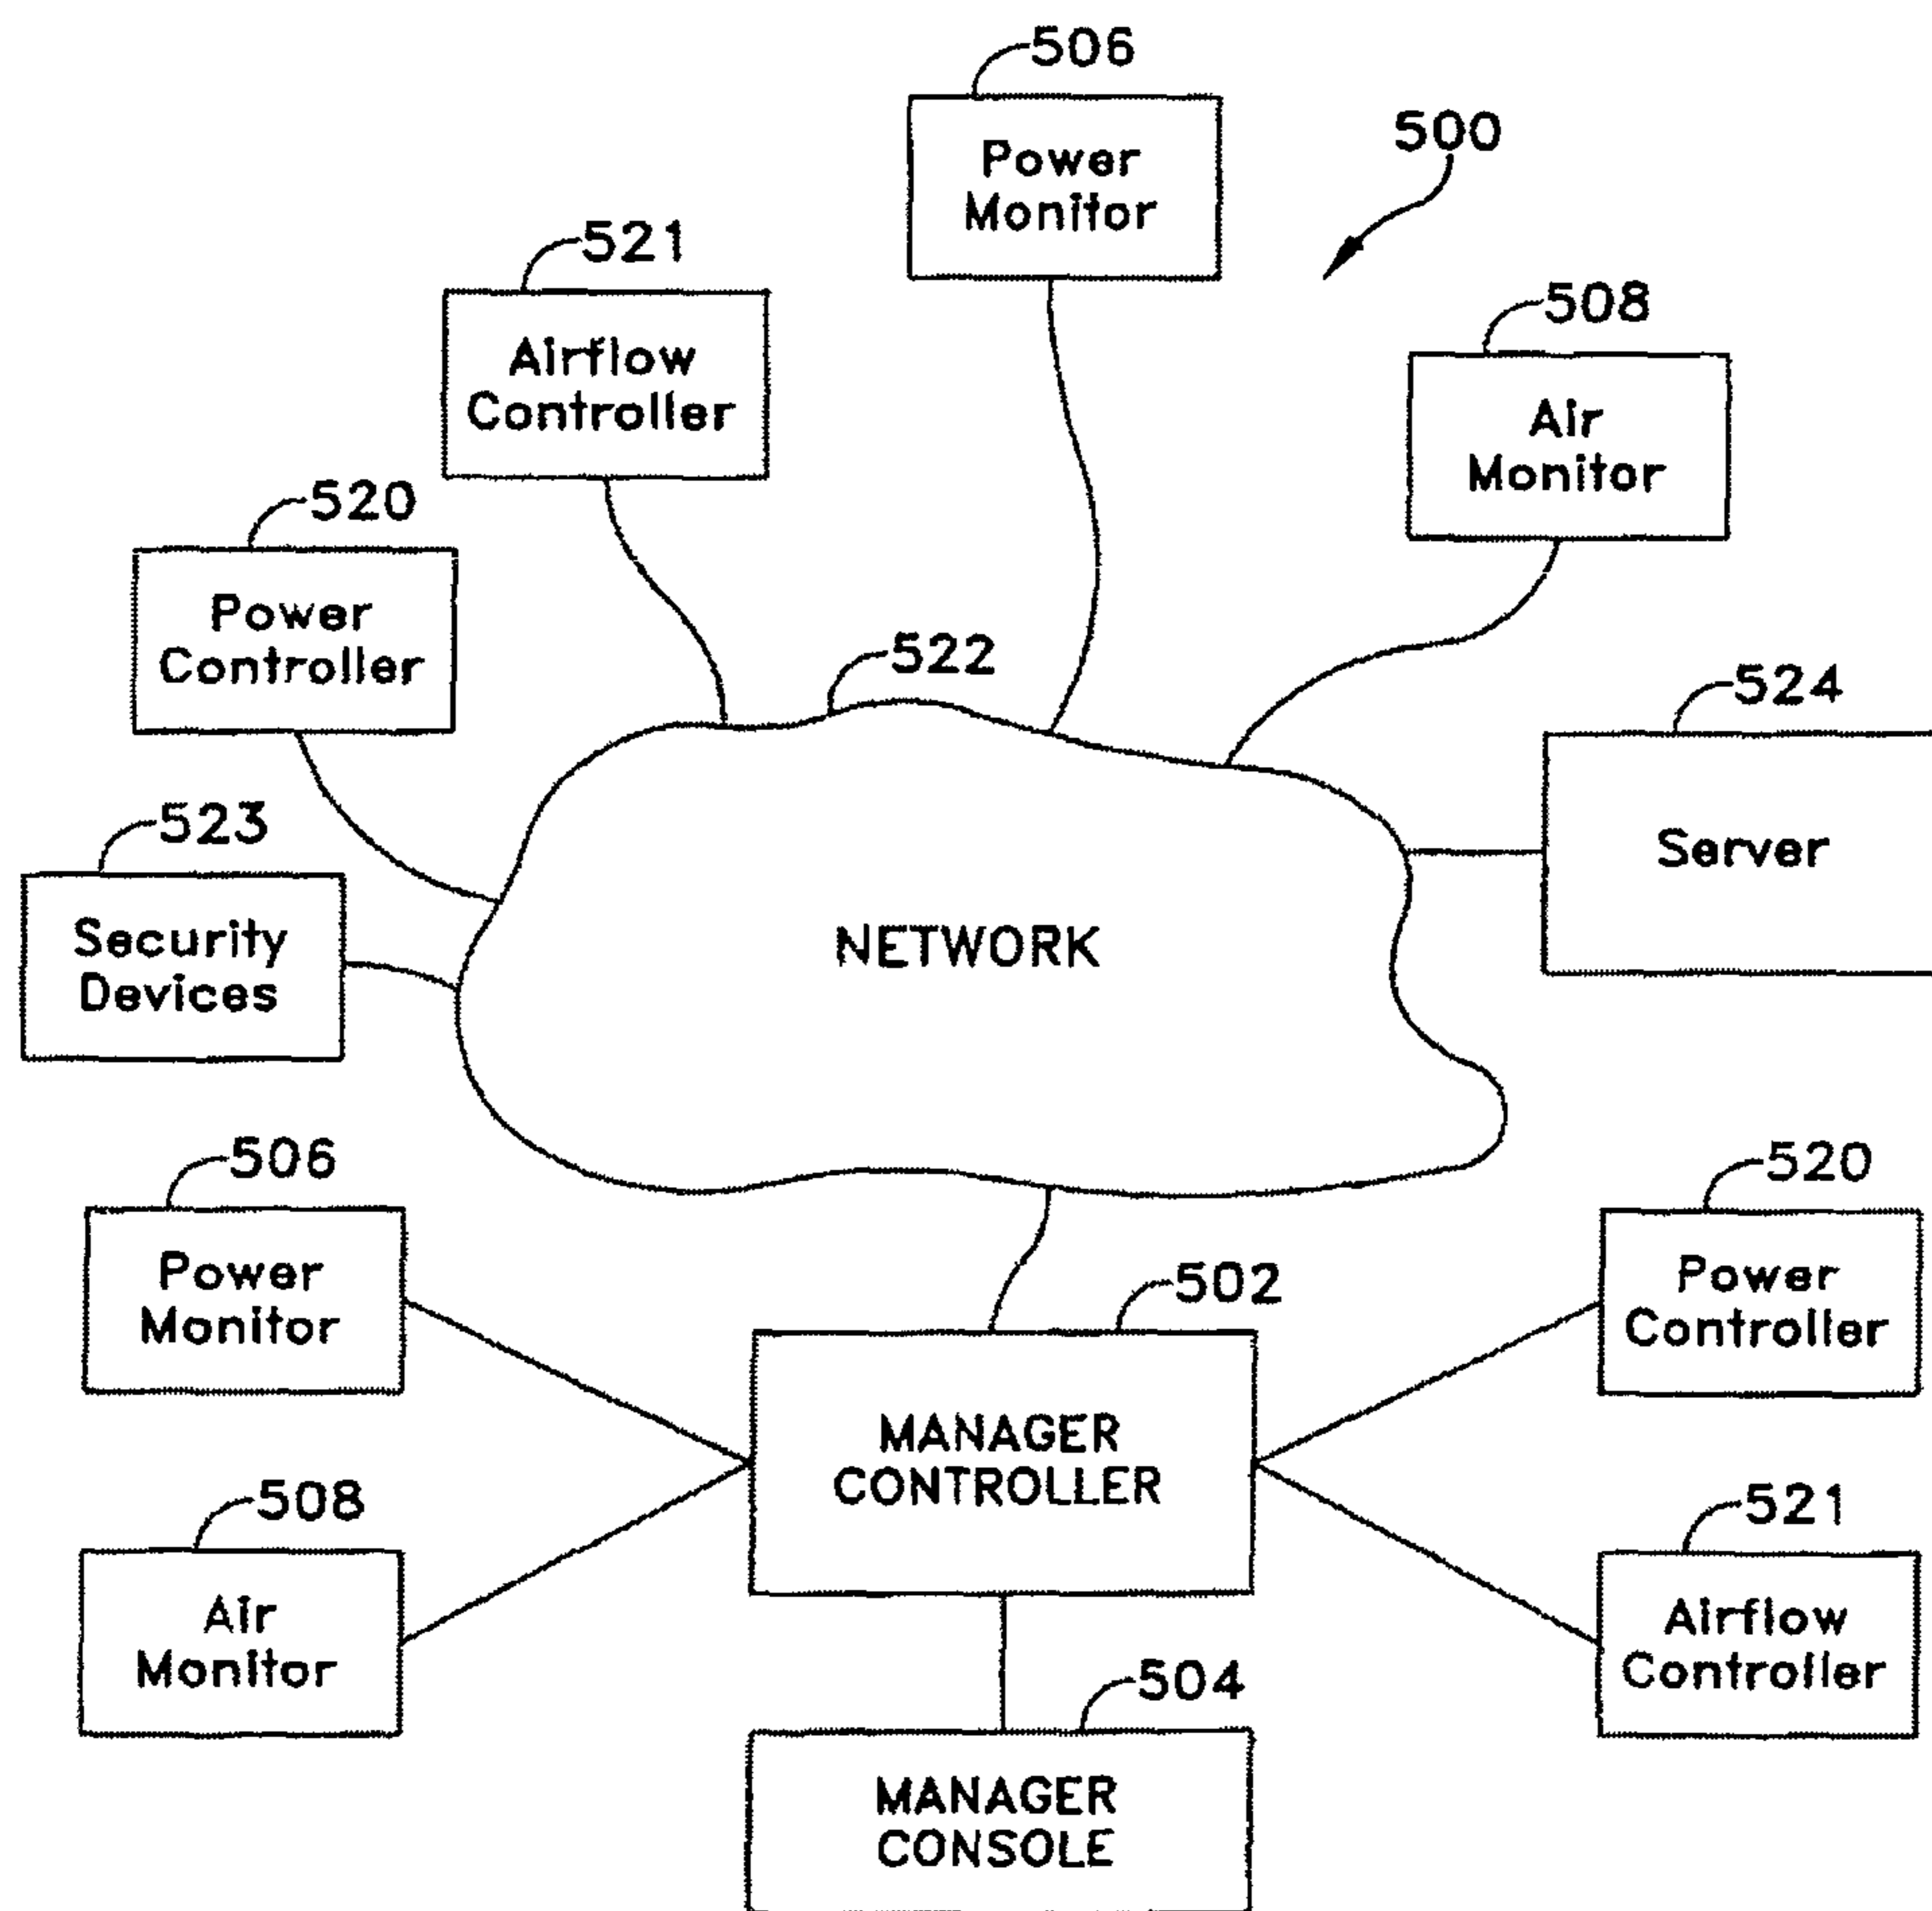 506
500
Power
Monitor
521
508
Airflow
Controller
Air
Monitor
520
Power
Controller
522
524
523
Server
Security
Devices
NETWORK
506
520
Power
Monitor
502
Power
Controller
MANAGER
CONTROLLER
508
521
Air
Monitor
Airflow
Controller
504
MANAGER
CONSOLE